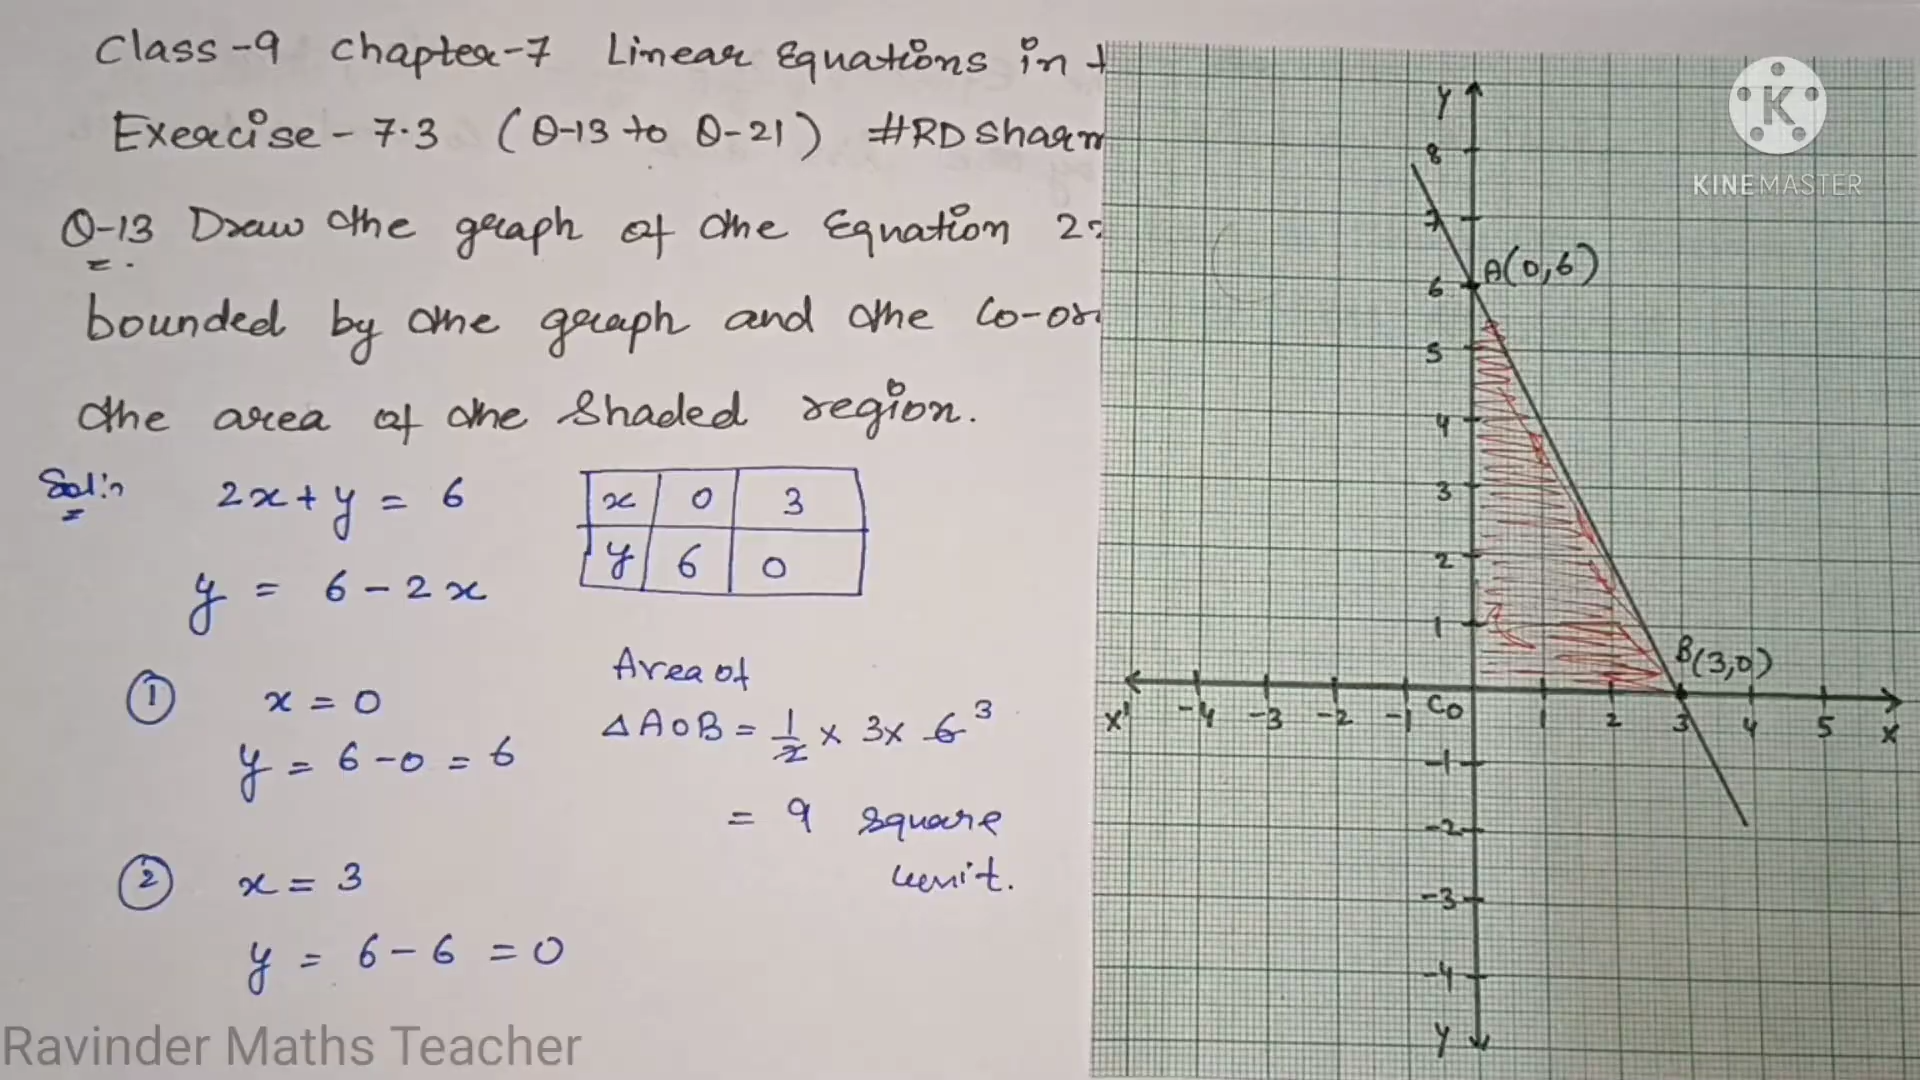 Class-9 Chapter-7 Linear Equations in
Exercise-7.3 (Q-13 to Q-21) #RD Sharm
Q-13 Draw the graph of the Equation 2x
bounded by the graph and the Co-or
the area of the Shaded region.
Sol:n
2x+y = 6
y = 6-2x
x 0 3
y 6 0
① x = 0
y = 6-0 = 6
② x = 3
y = 6-6 = 0
Area of
△AOB = 1/2 x 3x 6 3
= 9 square
unit.
Y
8
7
A(0,6)
6
5
4
3
2
1
B(3,0)
X' -4 -3 -2 -1 Co 1 2 3 4 5 X
-1
-2
-3
-4
Y
K
KINEMASTER
Ravinder Maths Teacher